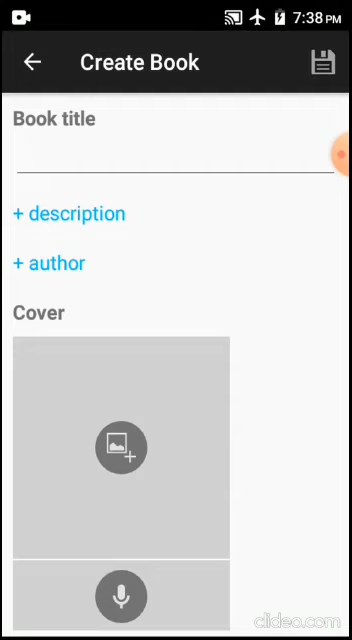 7:38 PM
Create Book
Book title
+ description
+ author
Cover
clideo.com